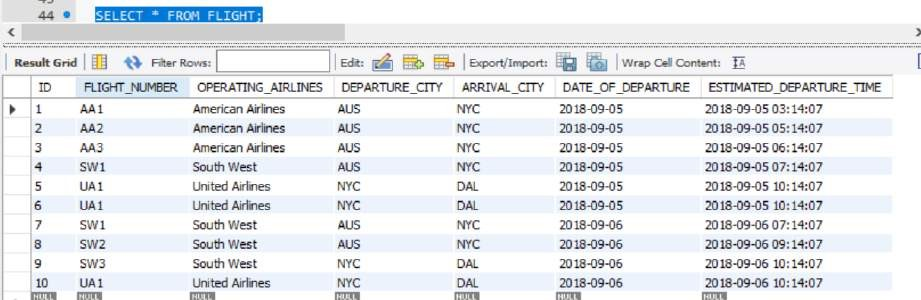 44 SELECT * FROM FLIGHT;
Result Grid Filter Rows: Edit: Export/Import: Wrap Cell Content: IA
ID FLIGHT_NUMBER OPERATING_AIRLINES DEPARTURE_CITY ARRIVAL_CITY DATE_OF_DEPARTURE ESTIMATED_DEPARTURE_TIME
1 AA1 American Airlines AUS NYC 2018-09-05 2018-09-05 03:14:07
2 AA2 American Airlines AUS NYC 2018-09-05 2018-09-05 05:14:07
3 AA3 American Airlines AUS NYC 2018-09-05 2018-09-05 06:14:07
4 SW1 South West AUS NYC 2018-09-05 2018-09-05 07:14:07
5 UA1 United Airlines NYC DAL 2018-09-05 2018-09-05 10:14:07
6 UA1 United Airlines NYC DAL 2018-09-05 2018-09-05 10:14:07
7 SW1 South West AUS NYC 2018-09-06 2018-09-06 07:14:07
8 SW2 South West AUS NYC 2018-09-06 2018-09-06 09:14:07
9 SW3 South West NYC DAL 2018-09-06 2018-09-06 10:14:07
10 UA1 United Airlines NYC DAL 2018-09-06 2018-09-06 10:14:07
NULL NULL NULL NULL NULL NULL NULL